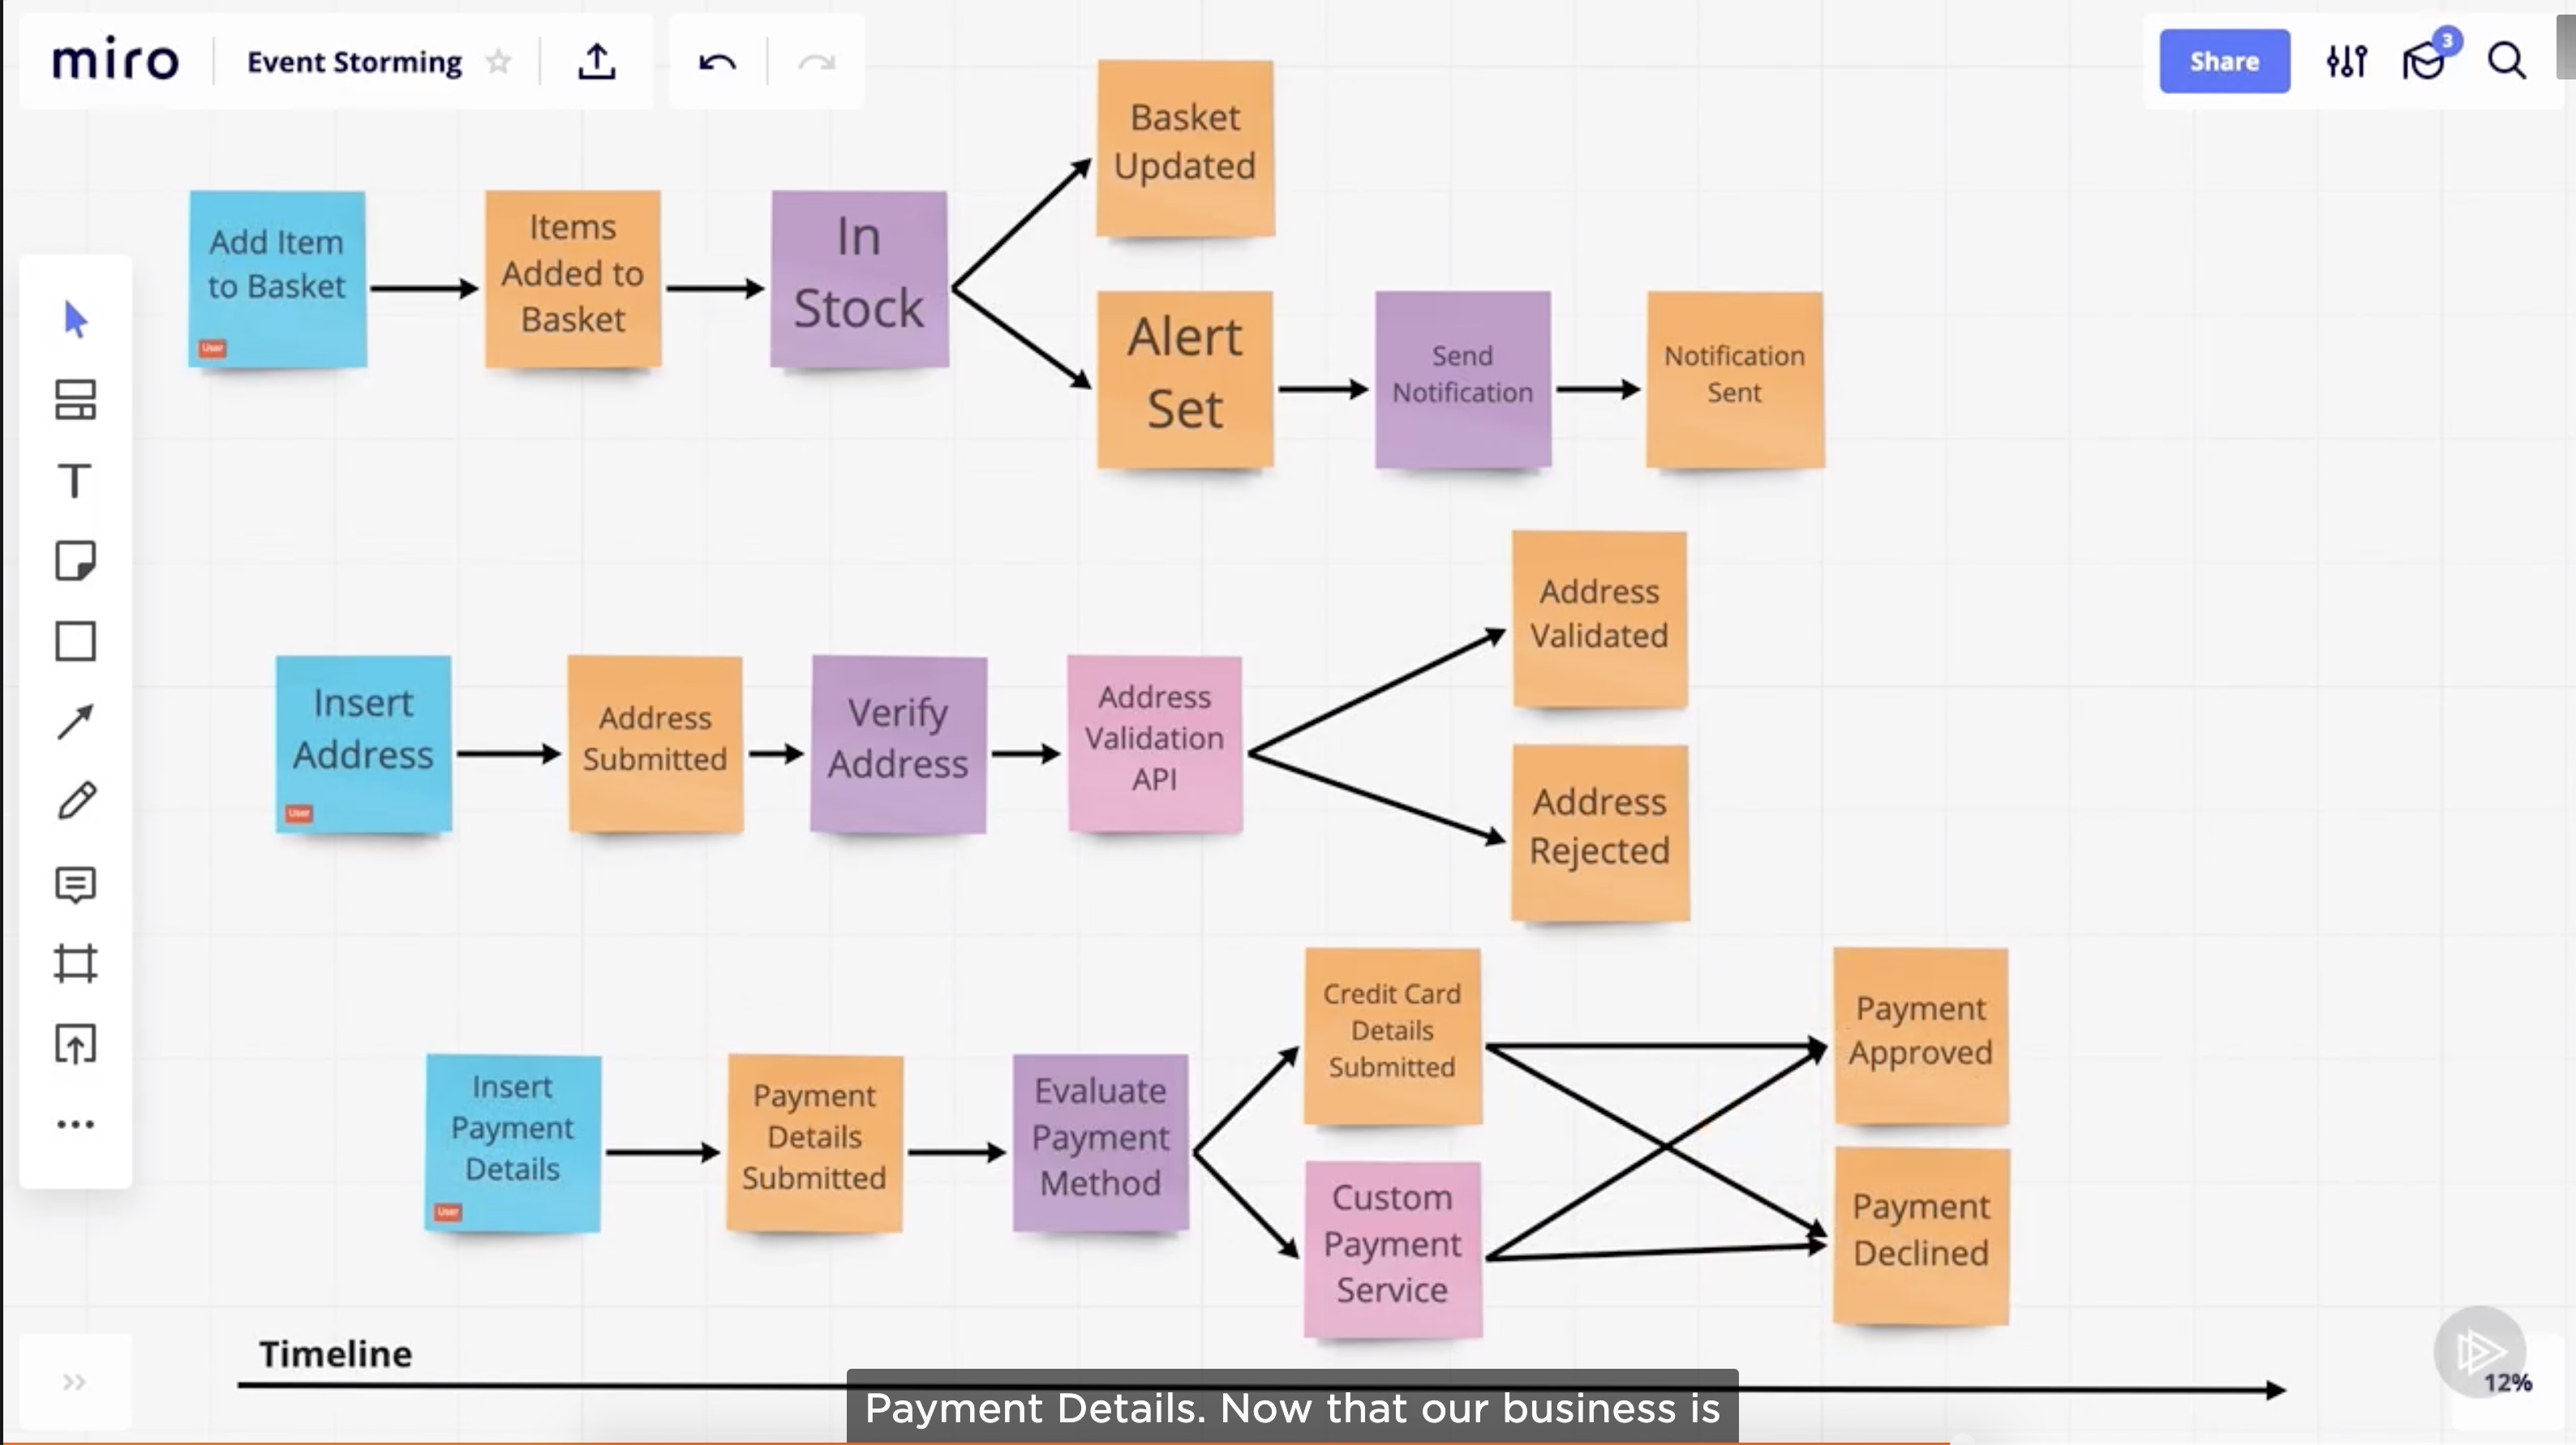 miro
Event Storming
Share
3
Basket
Updated
Add Item
to Basket
User
Items
Added to
Basket
In
Stock
Alert
Set
Send
Notification
Notification
Sent
T
Address
Validated
Insert
Address
User
Address
Submitted
Verify
Address
Address
Validation
API
Address
Rejected
Credit Card
Details
Submitted
Payment
Approved
Insert
Payment
Details
User
Payment
Details
Submitted
Evaluate
Payment
Method
Custom
Payment
Service
Payment
Declined
Timeline
12%
Payment Details. Now that our business is